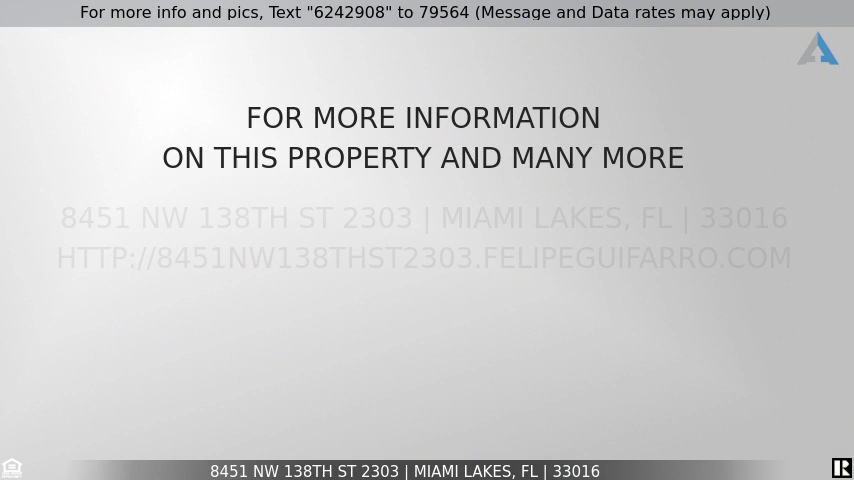 For more info and pics, Text "6242908" to 79564 (Message and Data rates may apply)
FOR MORE INFORMATION
ON THIS PROPERTY AND MANY MORE
8451 NW 138TH ST 2303 | MIAMI LAKES, FL | 33016
HTTP://8451NW138THST2303.FELIPEGUIFARRO.COM
8451 NW 138TH ST 2303 | MIAMI LAKES, FL | 33016